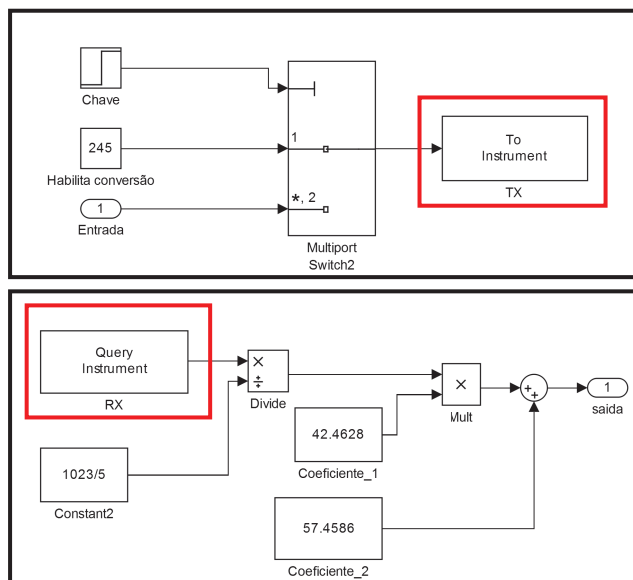 Chave
245
Habilita conversão
1
Entrada
1
*, 2
Multiport
Switch2
To
Instrument
TX
Query
Instrument
RX
×
÷
Divide
1023/5
Constant2
42.4628
Coeficiente_1
57.4586
Coeficiente_2
×
Mult
+
+
1
saida